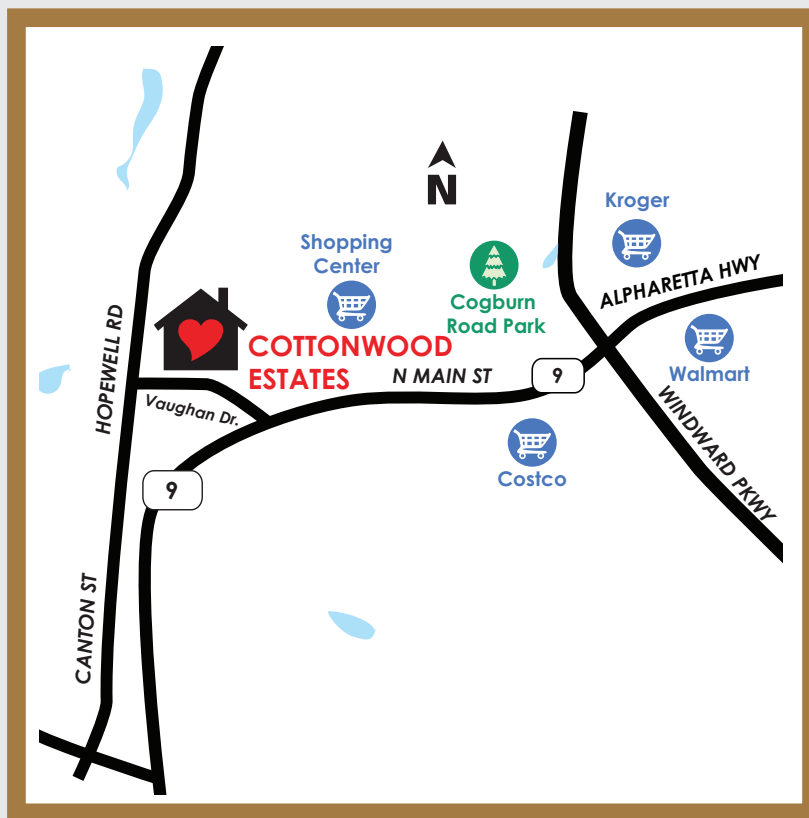 N
Kroger
Shopping
Center
ALPHARETTA HWY
Cogburn
Road Park
HOPEWELL RD
COTTONWOOD
ESTATES
N MAIN ST
9
Walmart
Vaughan Dr.
WINDWARD PKWY
Costco
9
CANTON ST